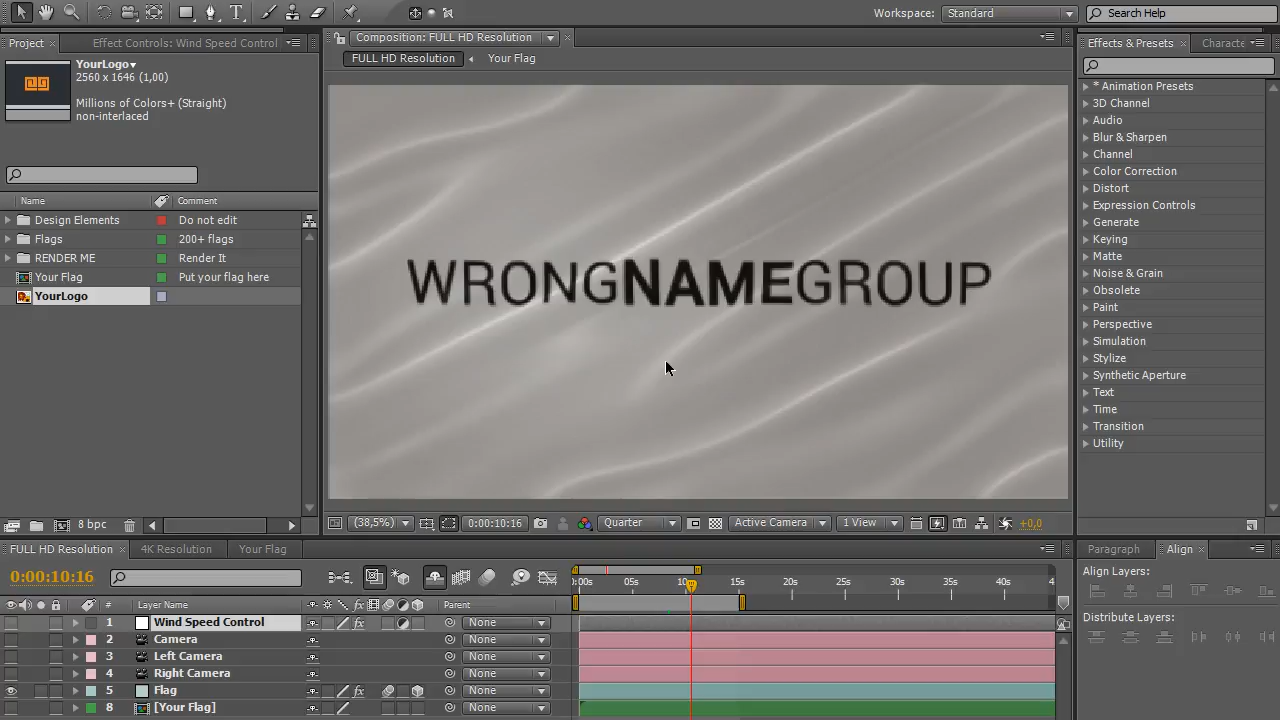 Workspace:
Standard
Search Help
Project
Effect Controls: Wind Speed Control
Composition: FULL HD Resolution
Effects & Presets
Characte
FULL HD Resolution
Your Flag
YourLogo
2560 x 1646 (1,00)
Millions of Colors+ (Straight)
non-interlaced
Name
Comment
Design Elements
Do not edit
Flags
200+ flags
RENDER ME
Render It
Your Flag
Put your flag here
YourLogo
WRONGNAMEGROUP
* Animation Presets
3D Channel
Audio
Blur & Sharpen
Channel
Color Correction
Distort
Expression Controls
Generate
Keying
Matte
Noise & Grain
Obsolete
Paint
Perspective
Simulation
Stylize
Synthetic Aperture
Text
Time
Transition
Utility
8 bpc
(38,5%)
0:00:10:16
Quarter
Active Camera
1 View
+0,0
FULL HD Resolution
4K Resolution
Your Flag
Paragraph
Align
0:00:10:16
:00s
05s
10s
15s
20s
25s
30s
35s
40s
4
Align Layers:
#
Layer Name
Parent
Distribute Layers:
1
Wind Speed Control
None
2
Camera
None
3
Left Camera
None
4
Right Camera
None
5
Flag
None
8
[Your Flag]
None